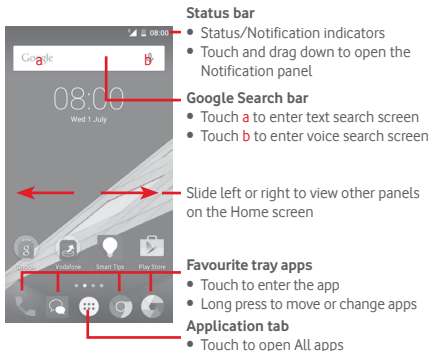 08:00
Google
a
b
08:00
Wed 1 July
Google
Vodafone
Smart Tips
Play Store
Status bar
• Status/Notification indicators
• Touch and drag down to open the
Notification panel
Google Search bar
• Touch a to enter text search screen
• Touch b to enter voice search screen
Slide left or right to view other panels
on the Home screen
Favourite tray apps
• Touch to enter the app
• Long press to move or change apps
Application tab
• Touch to open All apps